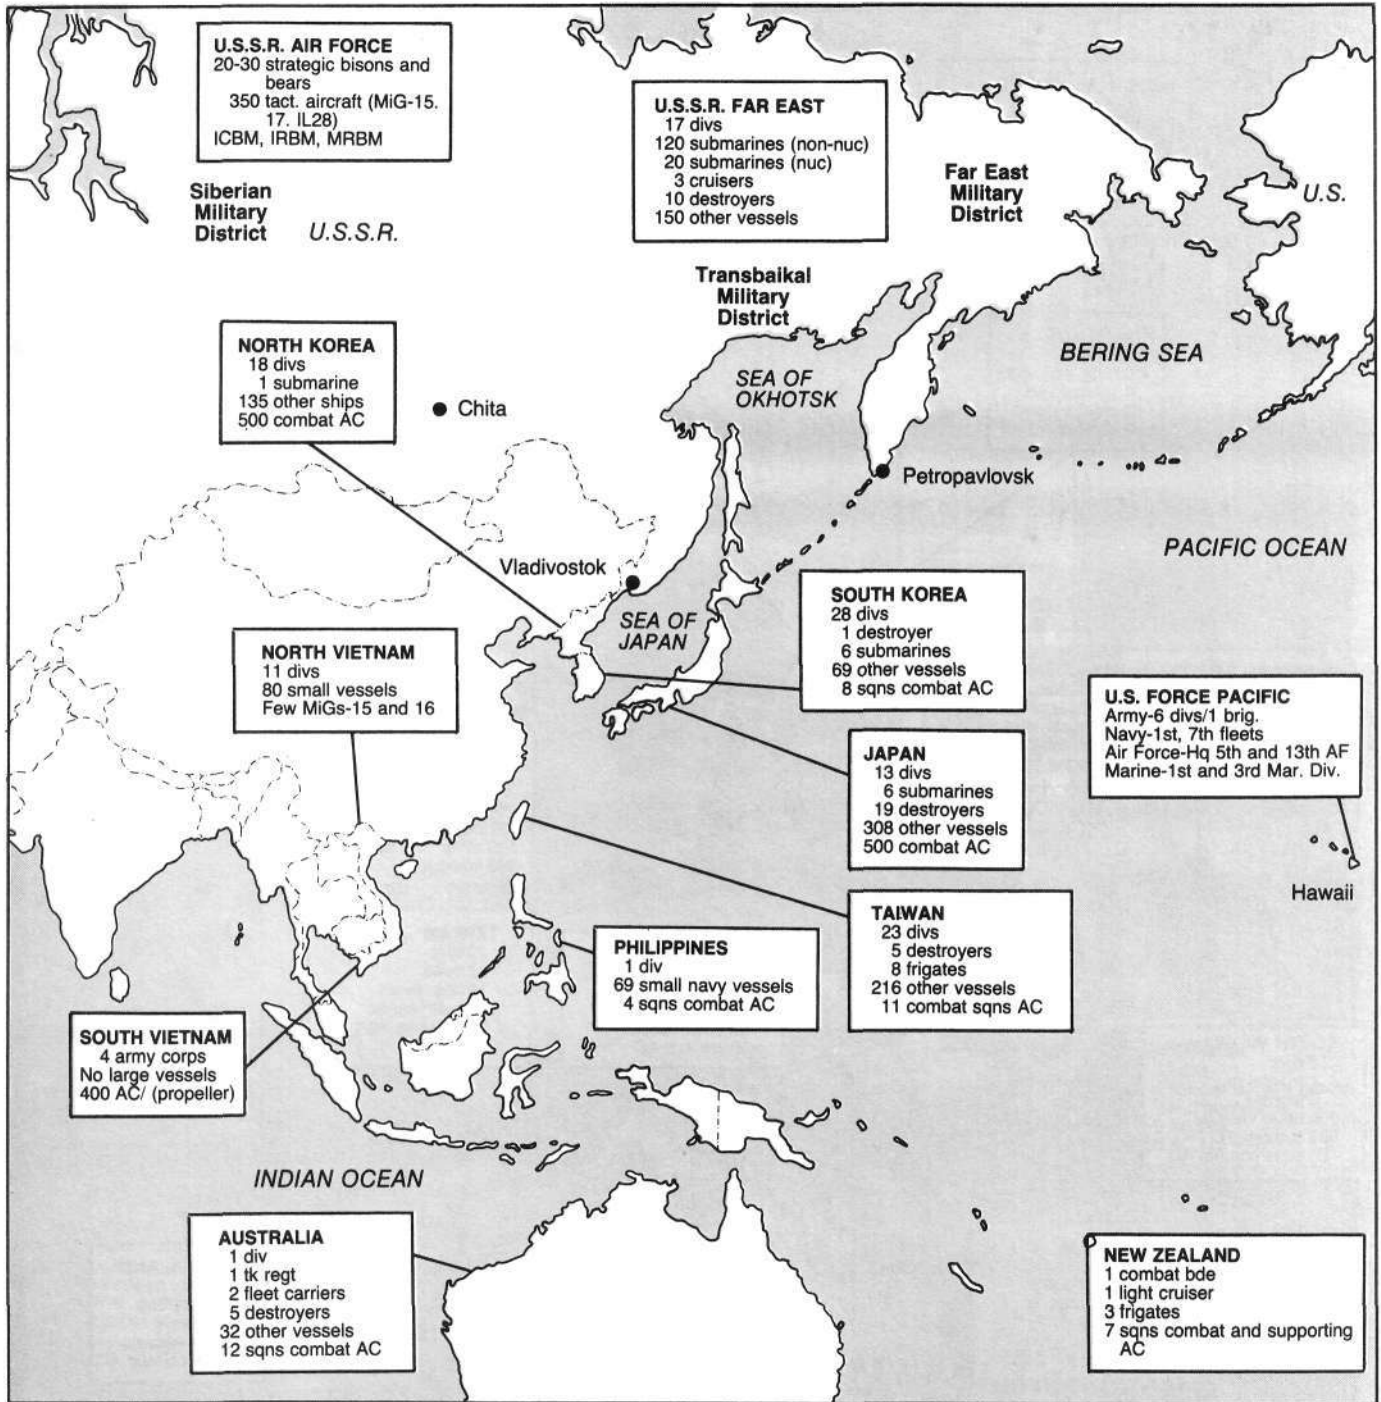 U.S.S.R. AIR FORCE
20-30 strategic bisons and
bears
350 tact. aircraft (MiG-15.
17. IL28)
ICBM, IRBM, MRBM
U.S.S.R. FAR EAST
17 divs
120 submarines (non-nuc)
20 submarines (nuc)
3 cruisers
10 destroyers
150 other vessels
Siberian
Military
District
U.S.S.R.
Far East
Military
District
U.S.
Transbaikal
Military
District
NORTH KOREA
18 divs
1 submarine
135 other ships
500 combat AC
Chita
SEA OF
OKHOTSK
BERING SEA
Petropavlovsk
PACIFIC OCEAN
Vladivostok
SEA OF
JAPAN
SOUTH KOREA
28 divs
1 destroyer
6 submarines
69 other vessels
8 sqns combat AC
NORTH VIETNAM
11 divs
80 small vessels
Few MiGs-15 and 16
U.S. FORCE PACIFIC
Army-6 divs/1 brig.
Navy-1st, 7th fleets
Air Force-Hq 5th and 13th AF
Marine-1st and 3rd Mar. Div.
JAPAN
13 divs
6 submarines
19 destroyers
308 other vessels
500 combat AC
Hawaii
TAIWAN
23 divs
5 destroyers
8 frigates
216 other vessels
11 combat sqns AC
PHILIPPINES
1 div
69 small navy vessels
4 sqns combat AC
SOUTH VIETNAM
4 army corps
No large vessels
400 AC/ (propeller)
INDIAN OCEAN
AUSTRALIA
1 div
1 tk regt
2 fleet carriers
5 destroyers
32 other vessels
12 sqns combat AC
NEW ZEALAND
1 combat bde
1 light cruiser
3 frigates
7 sqns combat and supporting
AC